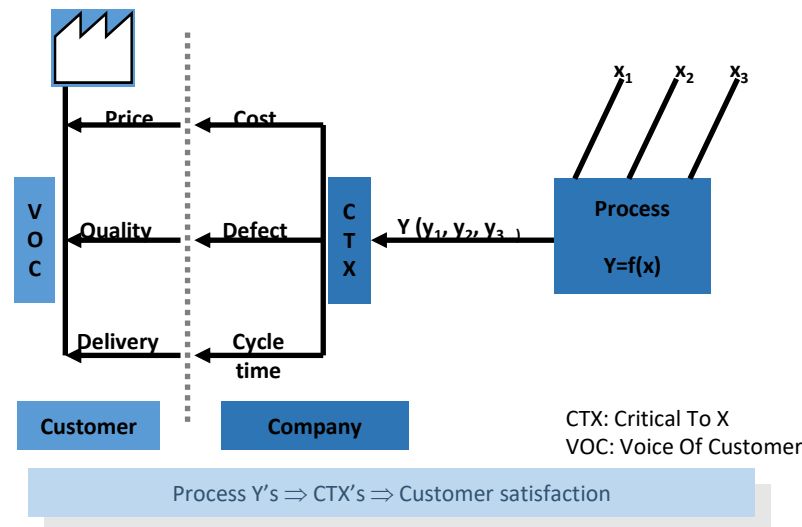 x₁ x₂ x₃
Price Cost
V O C
Quality Defect
C T X
Y (y₁, y₂, y₃ ..)
Process
Y=f(x)
Delivery Cycle
time
Customer Company
CTX: Critical To X
VOC: Voice Of Customer
Process Y's ⇒ CTX's ⇒ Customer satisfaction